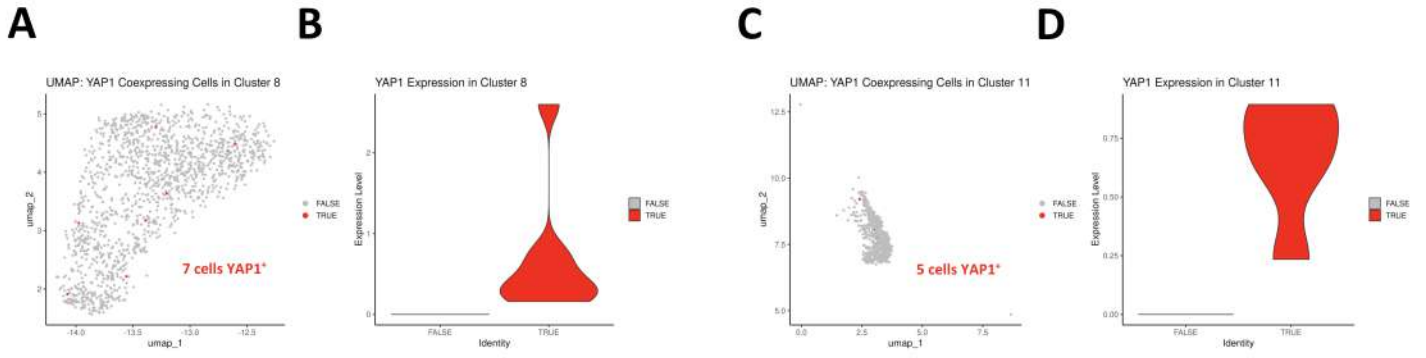 A
B
C
D
UMAP: YAP1 Coexpressing Cells in Cluster 8
5
4
3
2
umap_2
-14.0
-13.5
-13.0
-12.5
umap_1
FALSE
TRUE
7 cells YAP1+
YAP1 Expression in Cluster 8
2
1
0
Expression Level
FALSE
TRUE
Identity
FALSE
TRUE
UMAP: YAP1 Coexpressing Cells in Cluster 11
12.5
10.0
7.5
5.0
umap_2
0.0
2.5
5.0
7.5
umap_1
FALSE
TRUE
5 cells YAP1+
YAP1 Expression in Cluster 11
0.75
0.50
0.25
0.00
Expression Level
FALSE
TRUE
Identity
FALSE
TRUE